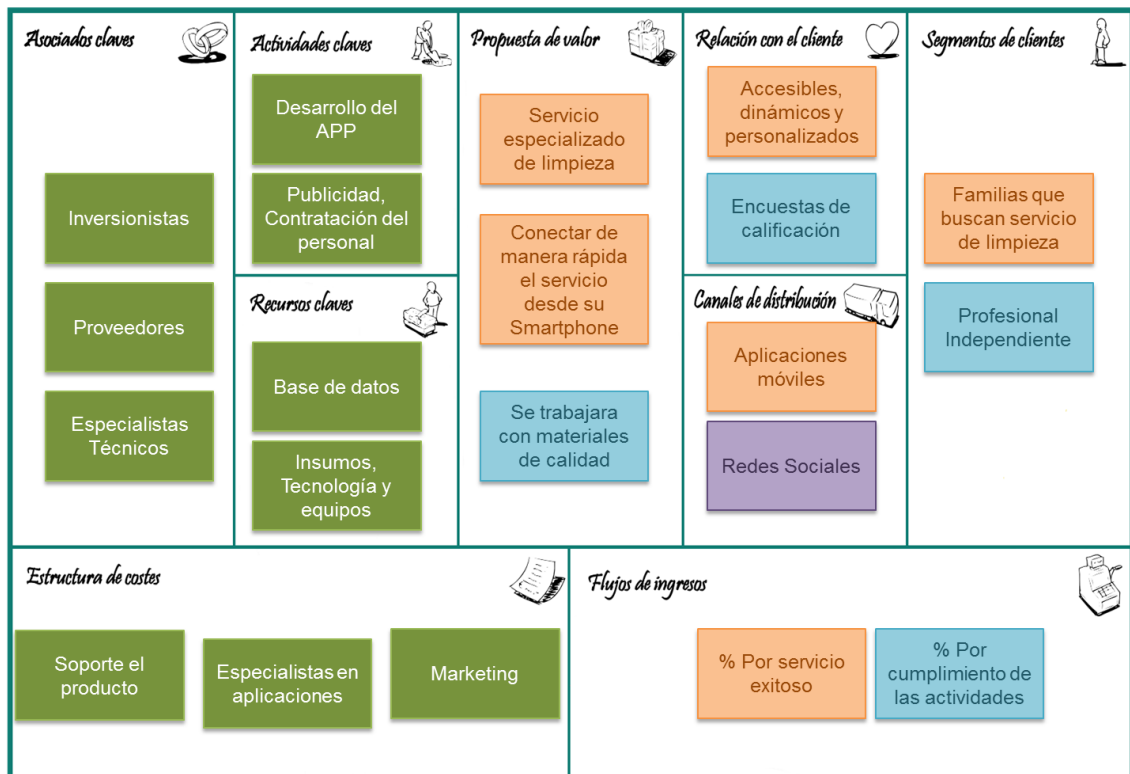 Asociados claves
Inversionistas
Proveedores
Especialistas
Técnicos
Actividades claves
Desarrollo del
APP
Publicidad,
Contratación del
personal
Recursos claves
Base de datos
Insumos,
Tecnología y
equipos
Propuesta de valor
Servicio
especializado
de limpieza
Conectar de
manera rápida
el servicio
desde su
Smartphone
Se trabajara
con materiales
de calidad
Relación con el cliente
Accesibles,
dinámicos y
personalizados
Encuestas de
calificación
Canales de distribución
Aplicaciones
móviles
Redes Sociales
Segmentos de clientes
Familias que
buscan servicio
de limpieza
Profesional
Independiente
Estructura de costes
Soporte el
producto
Especialistas en
aplicaciones
Marketing
Flujos de ingresos
% Por servicio
exitoso
% Por
cumplimiento de
las actividades